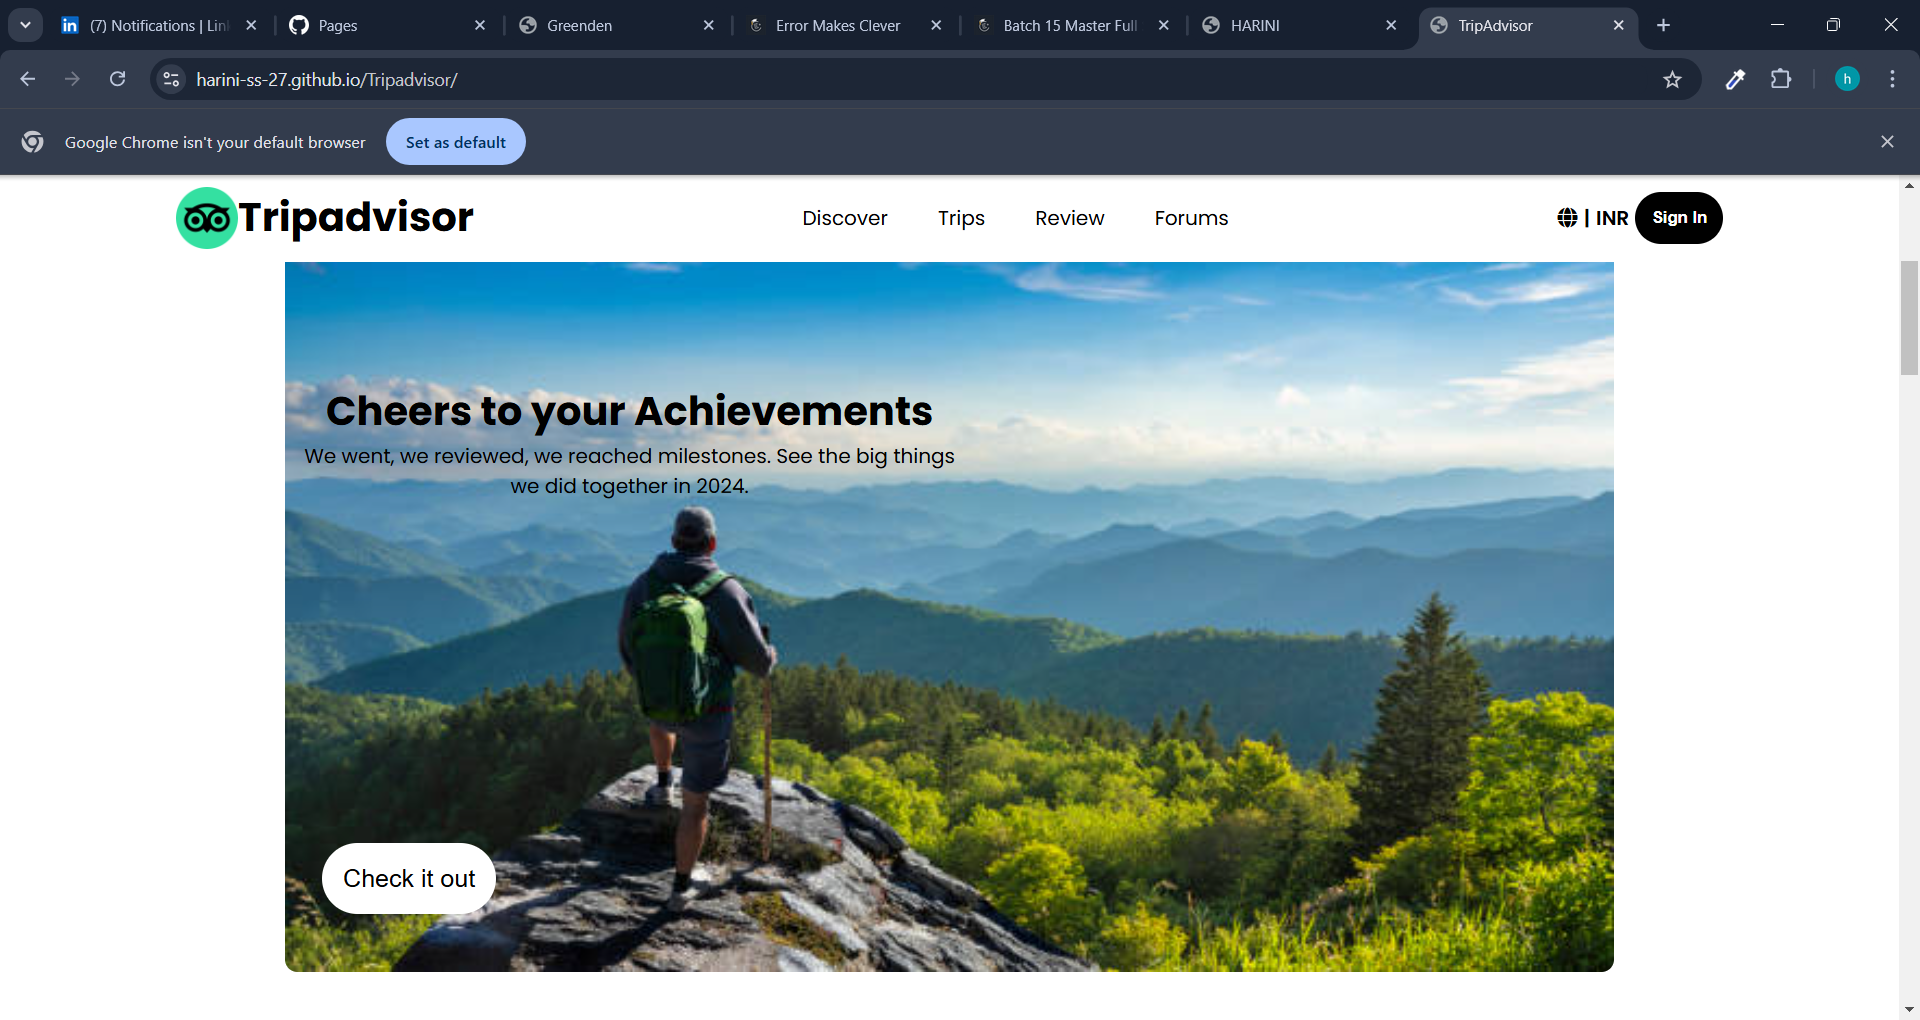 (7) Notifications | Lin
Pages
Greenden
Error Makes Clever
Batch 15 Master Full
HARINI
TripAdvisor
harini-ss-27.github.io/Tripadvisor/
h
Google Chrome isn't your default browser
Set as default
Tripadvisor
Discover
Trips
Review
Forums
| INR
Sign In
Cheers to your Achievements
We went, we reviewed, we reached milestones. See the big things
we did together in 2024.
Check it out